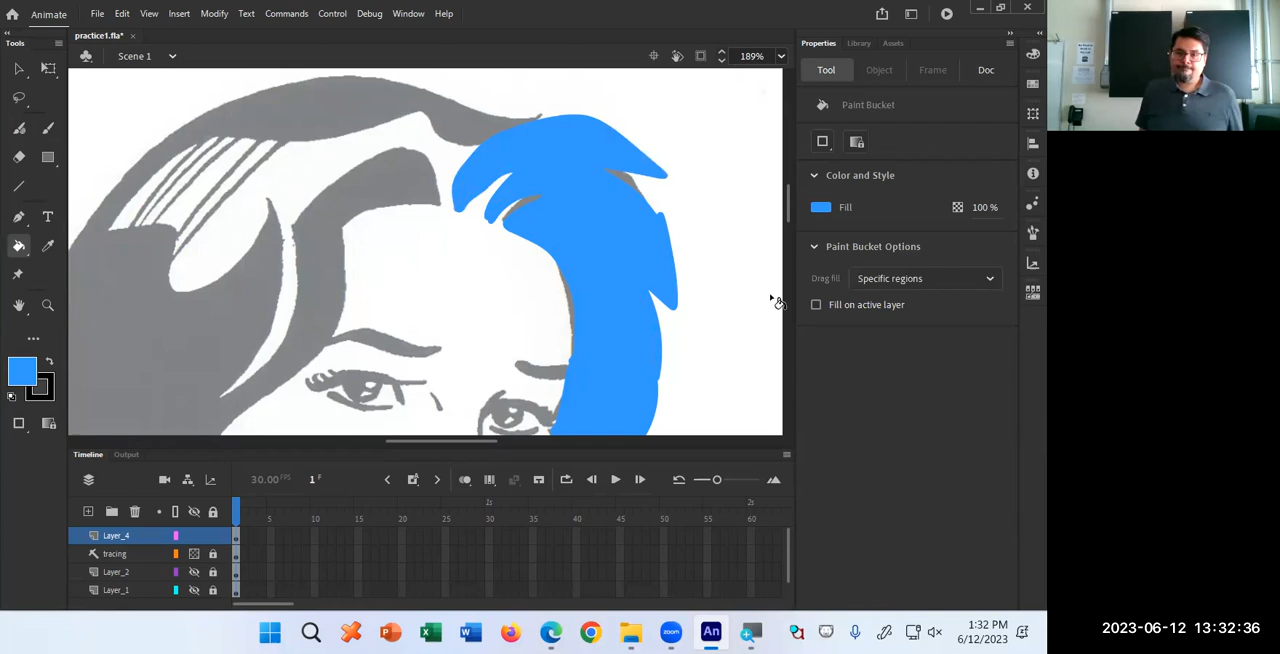 Animate File Edit View Insert Modify Text Commands Control Debug Window Help
practice1.fla*
Tools
Scene 1
189%
Properties Library Assets
Tool Object Frame Doc
Paint Bucket
Color and Style
Fill 100 %
Paint Bucket Options
Drag fill Specific regions
Fill on active layer
Timeline Output
30.00 FPS 1 F
1s 2s
5 10 15 20 25 30 35 40 45 50 55 60
Layer_4
tracing
Layer_2
Layer_1
An zoom
1:32 PM
6/12/2023
2023-06-12 13:32:36